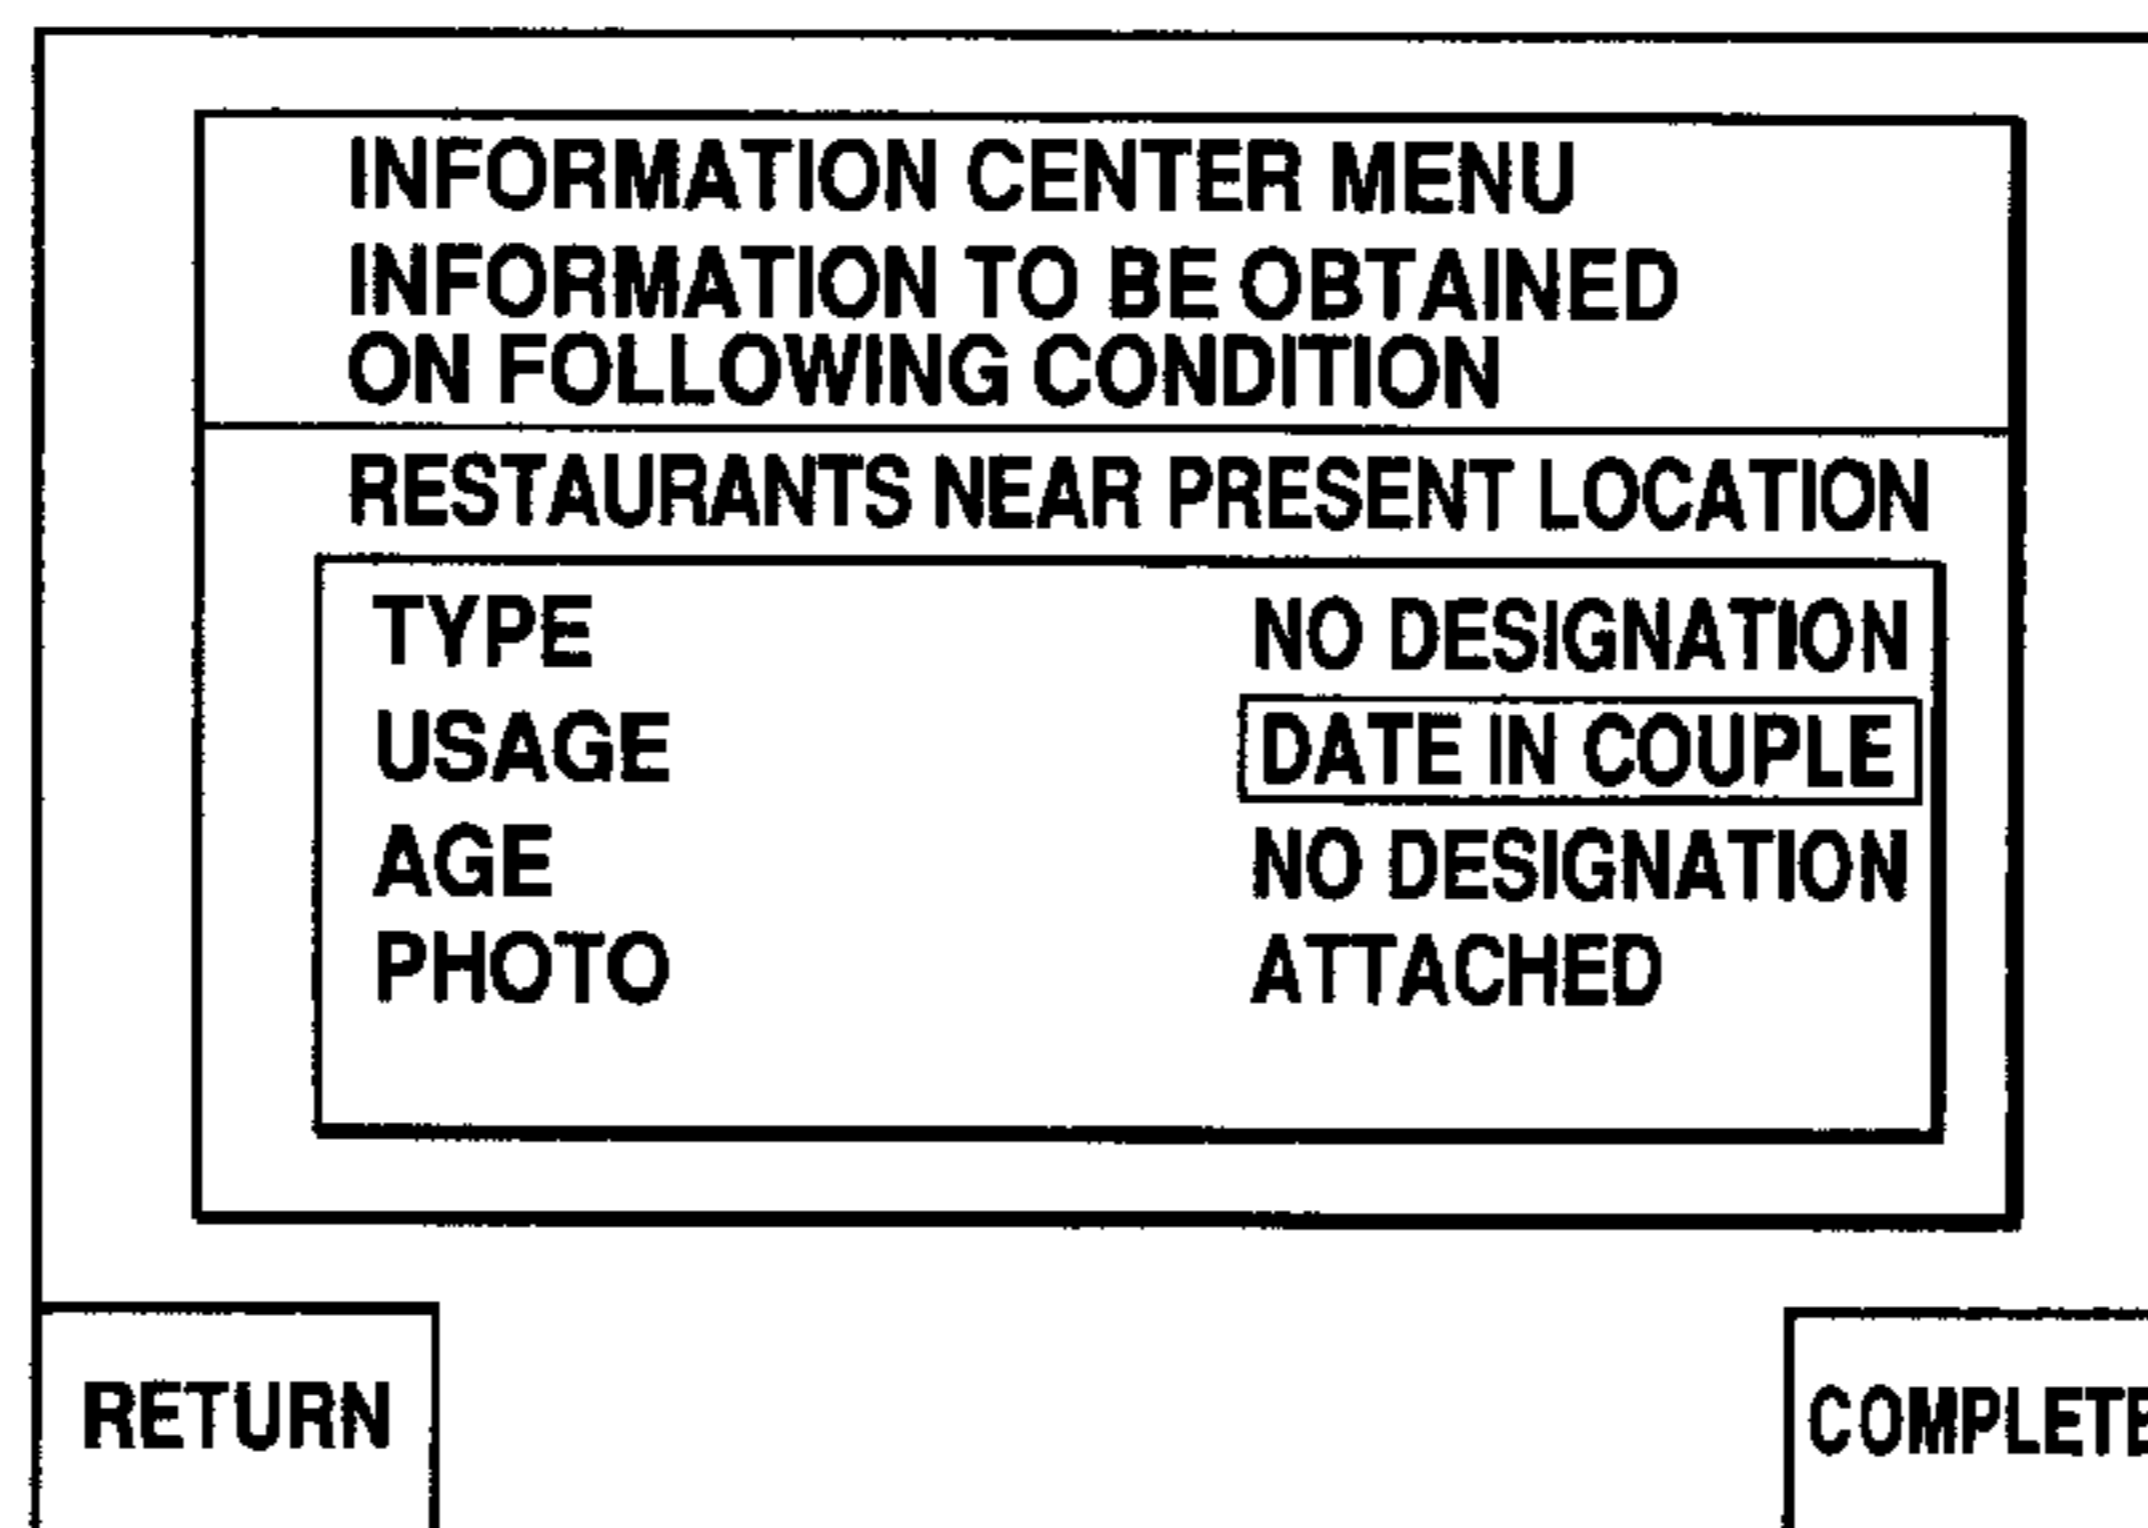 INFORMATION CENTER MENU
INFORMATION TO BE OBTAINED
ON FOLLOWING CONDITION
RESTAURANTS NEAR PRESENT LOCATION
TYPE NO DESIGNATION
USAGE DATE IN COUPLE
AGE NO DESIGNATION
PHOTO ATTACHED
RETURN COMPLETE